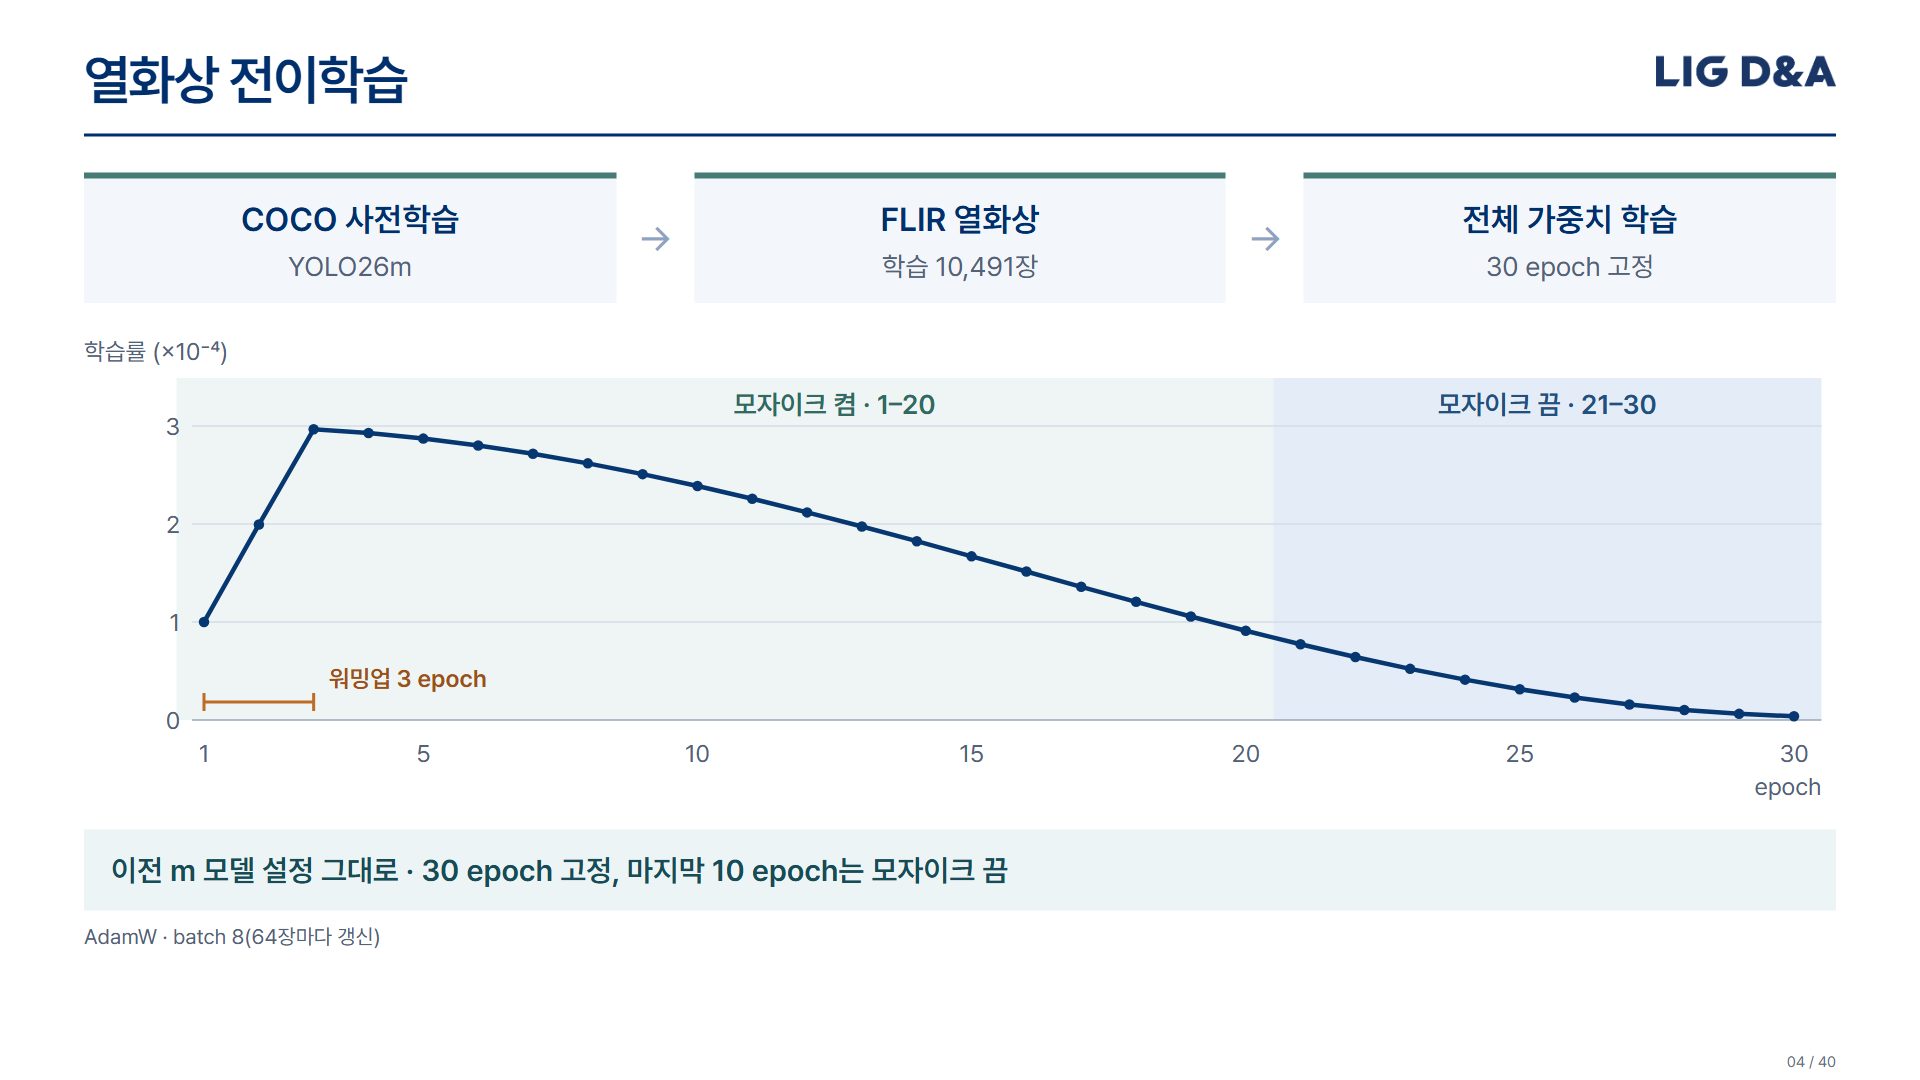 열화상 전이학습
LIG D&A
COCO 사전학습
YOLO26m
→
FLIR 열화상
학습 10,491장
→
전체 가중치 학습
30 epoch 고정
학습률 (×10⁻⁴)
모자이크 켬 · 1–20
모자이크 끔 · 21–30
3
2
1
0
워밍업 3 epoch
1 5 10 15 20 25 30
epoch
이전 m 모델 설정 그대로 · 30 epoch 고정, 마지막 10 epoch는 모자이크 끔
AdamW · batch 8(64장마다 갱신)
04 / 40